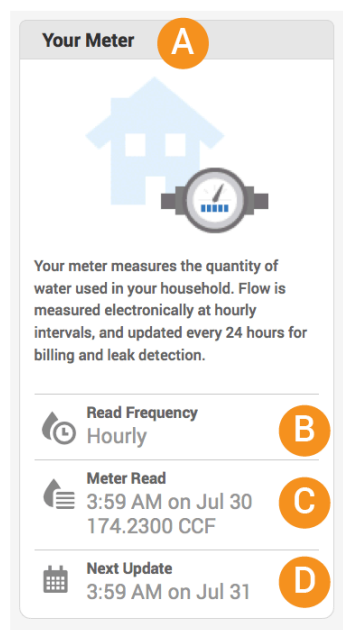 Your Meter A
Your meter measures the quantity of
water used in your household. Flow is
measured electronically at hourly
intervals, and updated every 24 hours for
billing and leak detection.
Read Frequency
Hourly
B
Meter Read
3:59 AM on Jul 30
174.2300 CCF
C
Next Update
3:59 AM on Jul 31
D